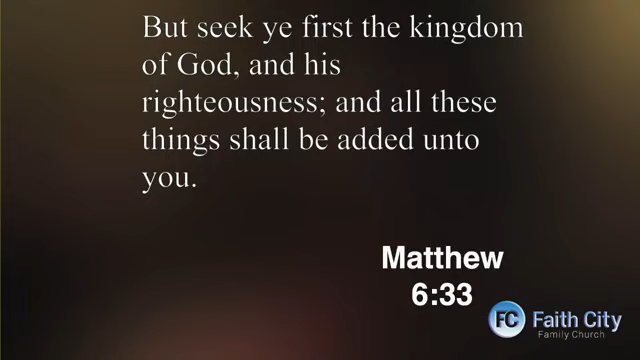 But seek ye first the kingdom
of God, and his
righteousness; and all these
things shall be added unto
you.
Matthew
6:33
FC Faith City
Family Church